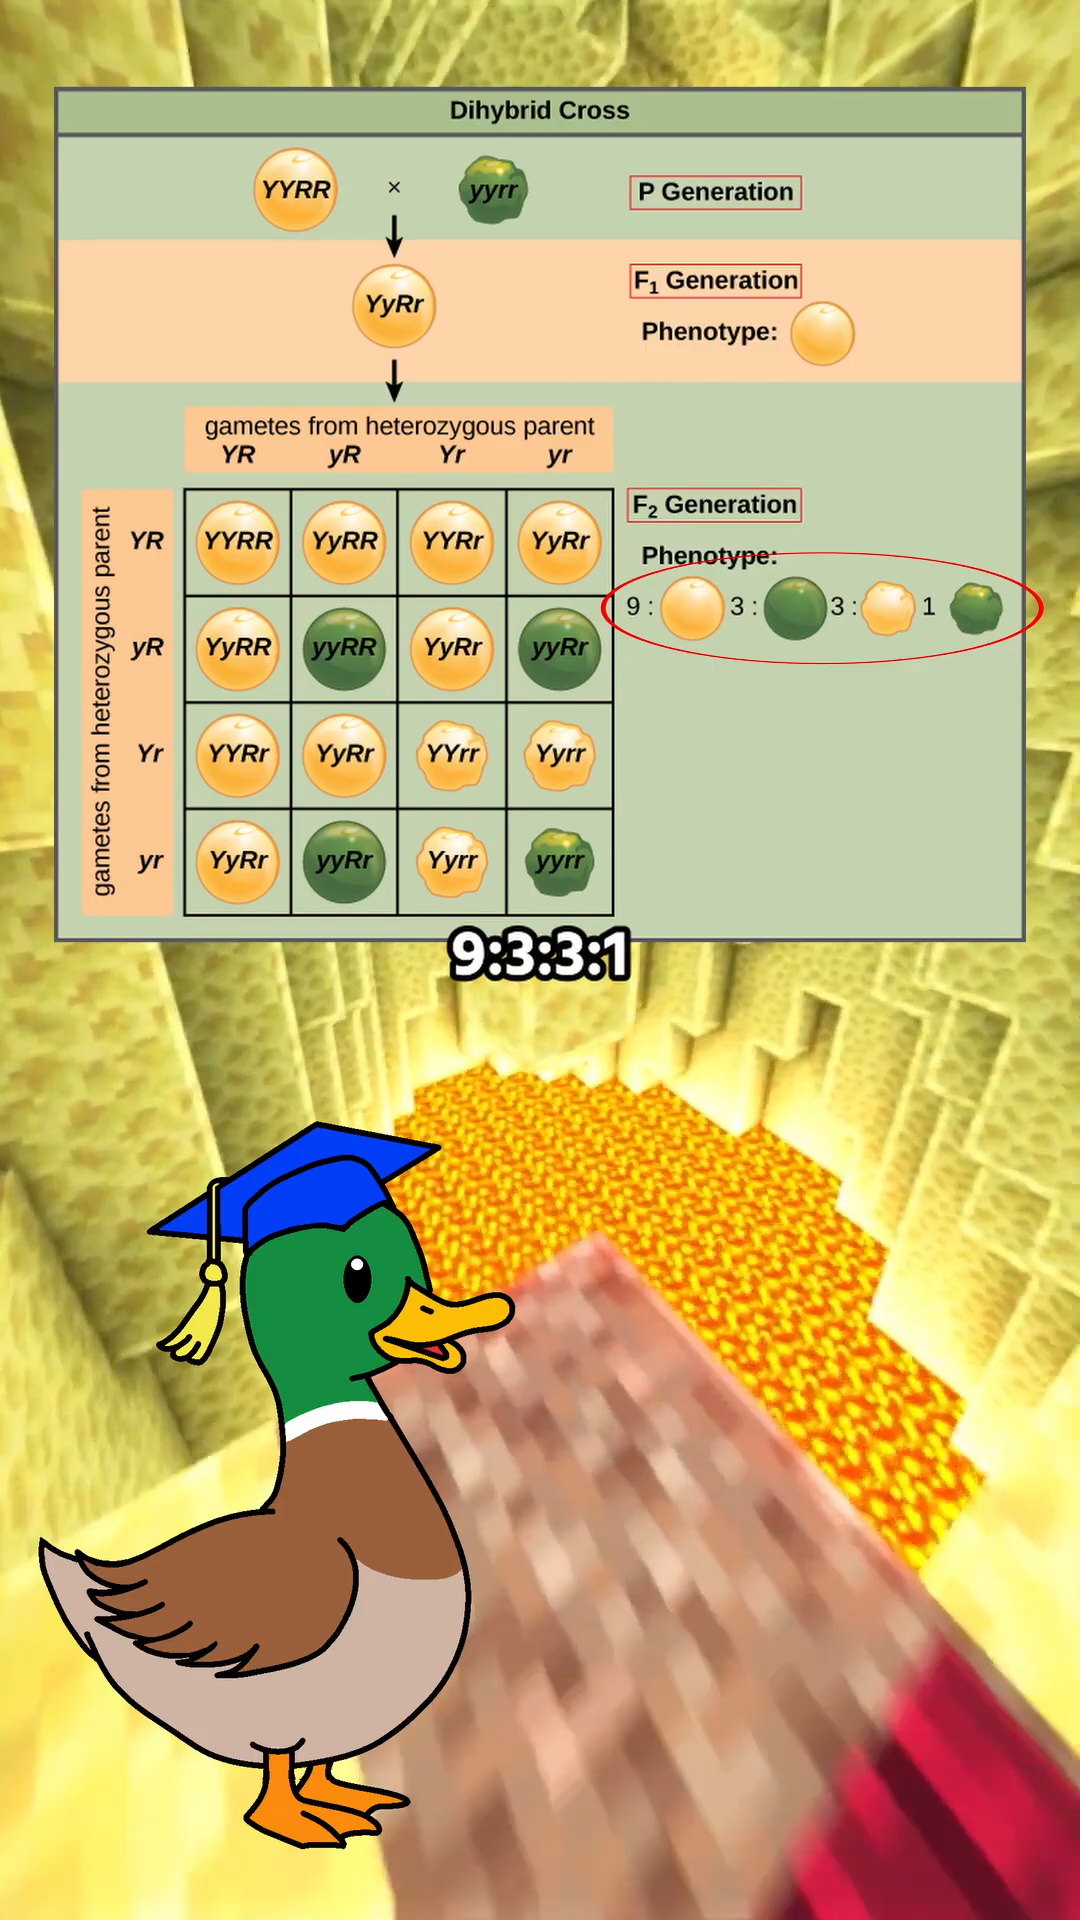 Dihybrid Cross
YYRR × yyrr P Generation
YyRr
F₁ Generation
Phenotype:
gametes from heterozygous parent
YR yR Yr yr
gametes from heterozygous parent
YR YYRR YyRR YYRr YyRr
yR YyRR yyRR YyRr yyRr
Yr YYRr YyRr YYrr Yyrr
yr YyRr yyRr Yyrr yyrr
F₂ Generation
Phenotype:
9 : 3 : 3 : 1
9:3:3:1